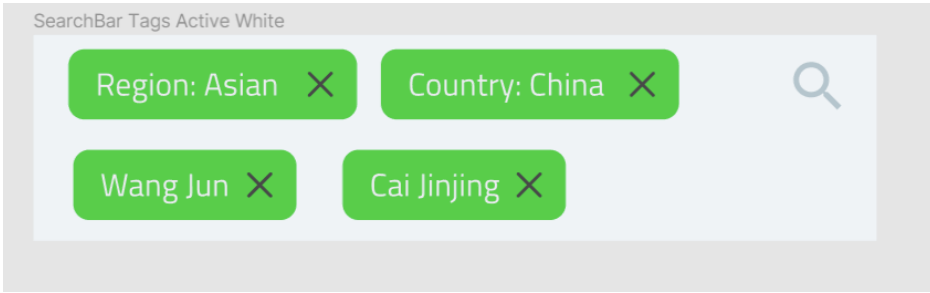 SearchBar Tags Active White
Region: Asian Country: China
Wang Jun Cai Jinjing